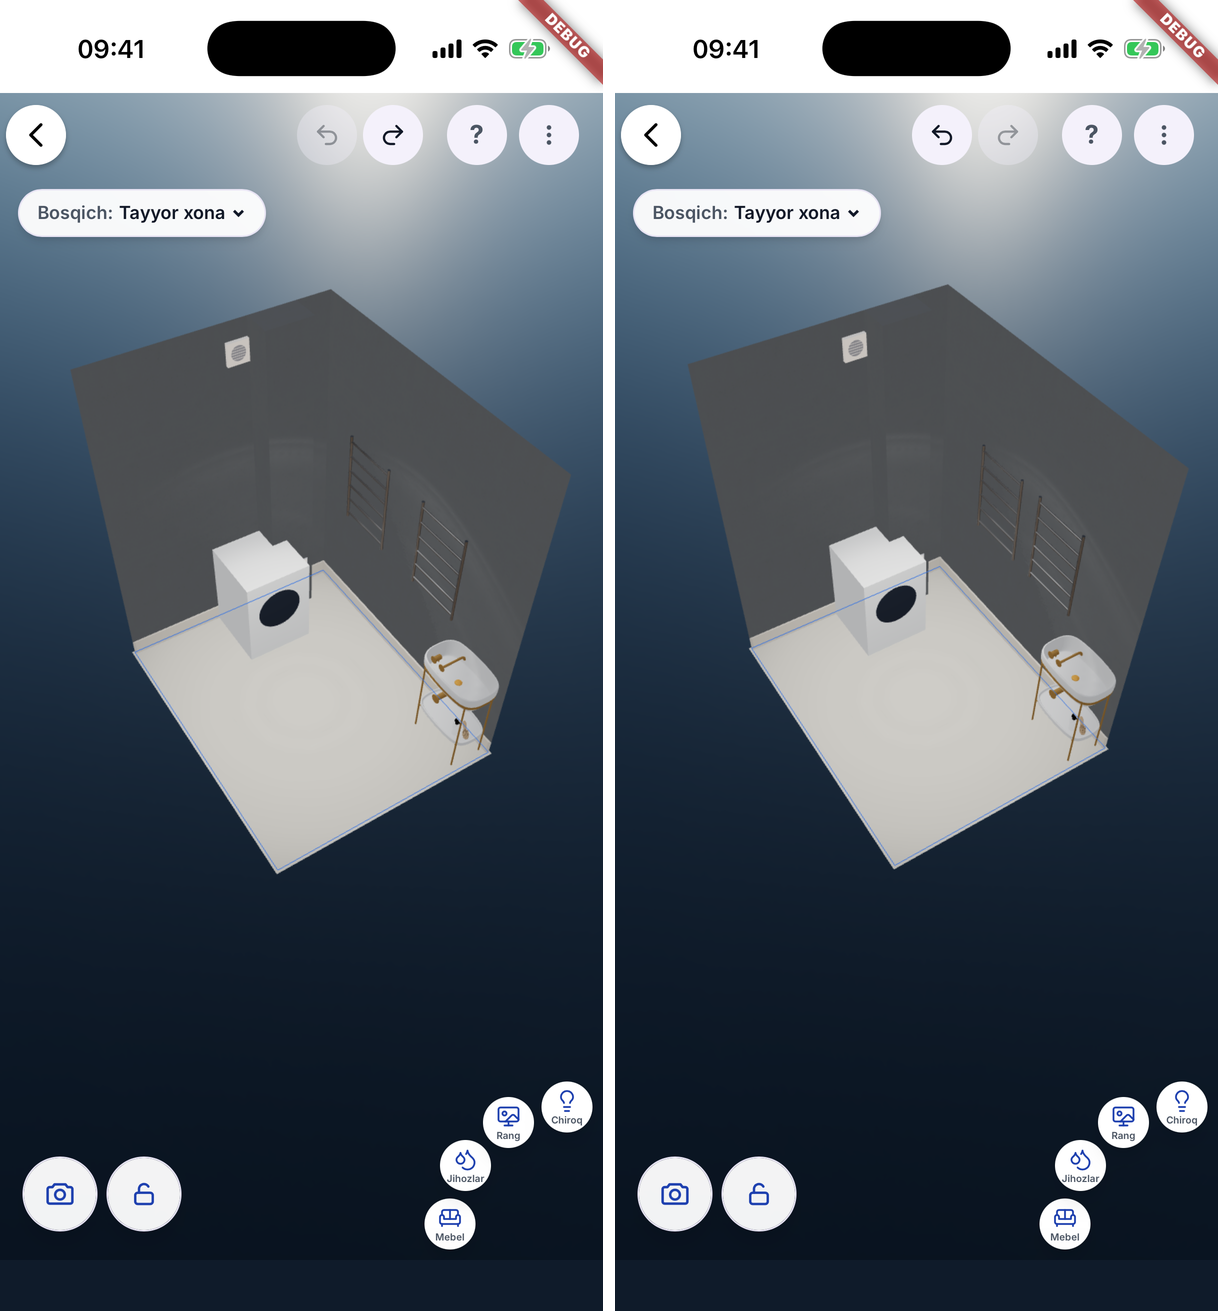 09:41
DEBUG
?
Bosqich: Tayyor xona
Chiroq
Rang
Jihozlar
Mebel
09:41
DEBUG
?
Bosqich: Tayyor xona
Chiroq
Rang
Jihozlar
Mebel